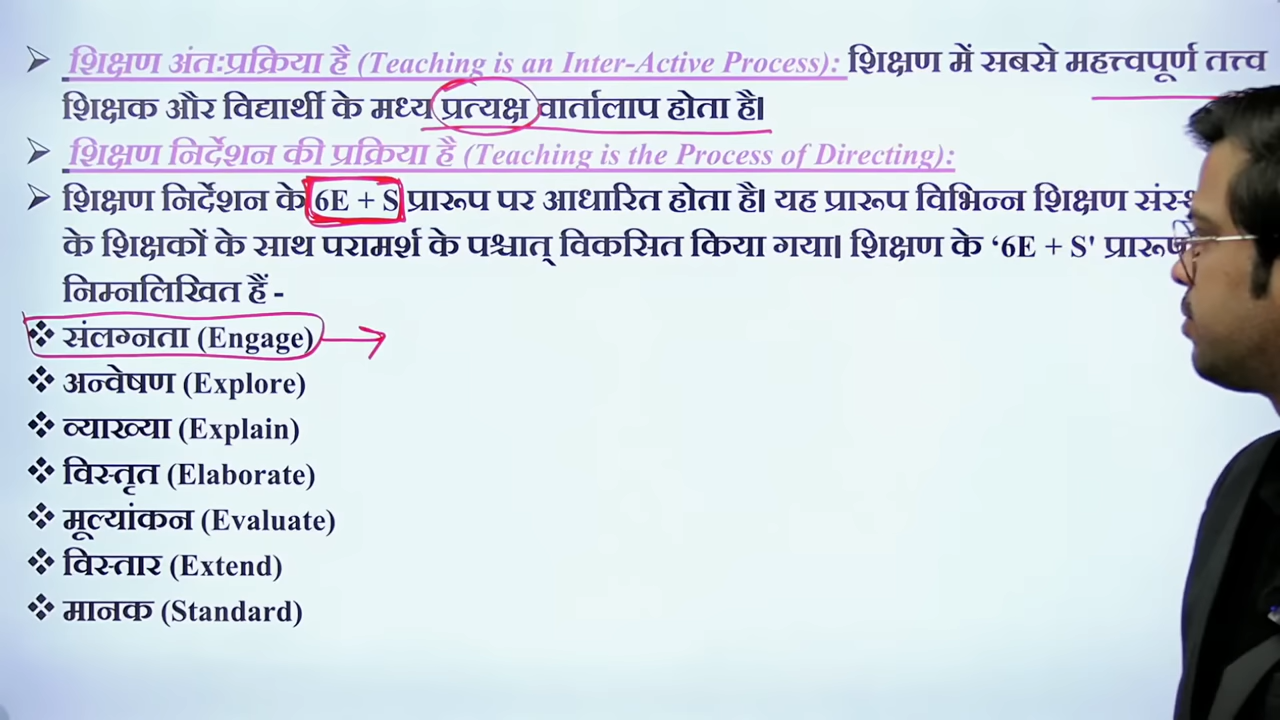 ➢ शिक्षण अंतःप्रक्रिया है (Teaching is an Inter-Active Process): शिक्षण में सबसे महत्त्वपूर्ण तत्त्व
शिक्षक और विद्यार्थी के मध्य प्रत्यक्ष वार्तालाप होता है।
➢ शिक्षण निर्देशन की प्रक्रिया है (Teaching is the Process of Directing):
➢ शिक्षण निर्देशन के 6E + S प्रारूप पर आधारित होता है। यह प्रारूप विभिन्न शिक्षण
के शिक्षकों के साथ परामर्श के पश्चात् विकसित किया गया। शिक्षण के ‘6E + S' प्रारूप
निम्नलिखित हैं -
❖ संलग्नता (Engage)
❖ अन्वेषण (Explore)
❖ व्याख्या (Explain)
❖ विस्तृत (Elaborate)
❖ मूल्यांकन (Evaluate)
❖ विस्तार (Extend)
❖ मानक (Standard)